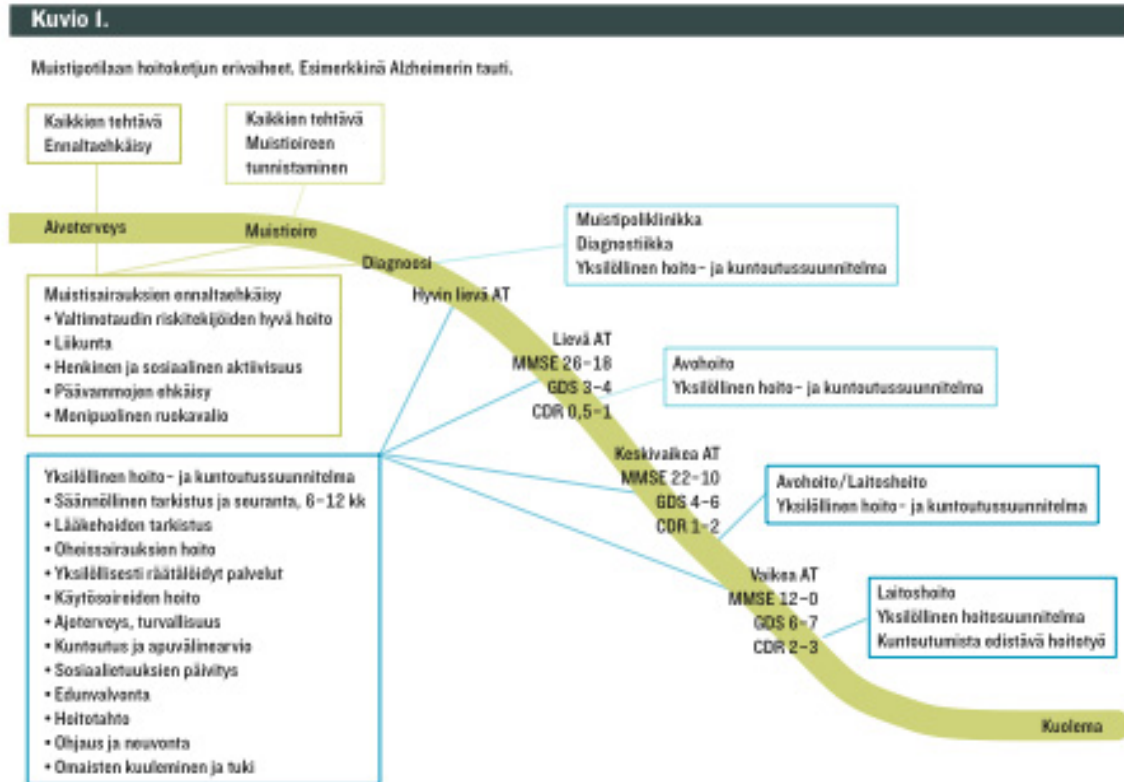 Kuvio 1.
Muistipotilaan hoitoketjun erivaiheet. Esimerkkinä Alzheimerin tauti.
Kaikkien tehtävä
Ennaltaehkäisy
Kaikkien tehtävä
Muistioireen
tunnistaminen
Aivoterveys
Muistioire
Diagnoosi
Hyvin lievä AT
Muistipoliklinikka
Diagnostiikka
Yksilöllinen hoito- ja kuntoutussuunnitelma
Muistisairauksien ennaltaehkäisy
• Valtimotaudin riskitekijöiden hyvä hoito
• Liikunta
• Henkinen ja sosiaalinen aktiivisuus
• Päävammojen ehkäisy
• Monipuolinen ruokavalio
Lievä AT
MMSE 26–18
GDS 3–4
CDR 0,5–1
Avohoito
Yksilöllinen hoito- ja kuntoutussuunnitelma
Keskivaikea AT
MMSE 22–10
GDS 4–6
CDR 1–2
Avohoito/Laitoshoito
Yksilöllinen hoito- ja kuntoutussuunnitelma
Yksilöllinen hoito- ja kuntoutussuunnitelma
• Säännöllinen tarkistus ja seuranta, 6–12 kk
• Lääkehoidon tarkistus
• Oheissairauksien hoito
• Yksilöllisesti räätälöidyt palvelut
• Käytösoireiden hoito
• Ajoterveys, turvallisuus
• Kuntoutus ja apuvälinearvio
• Sosiaalietuuksien päivitys
• Edunvalvonta
• Hoitotahto
• Ohjaus ja neuvonta
• Omaisten kuuleminen ja tuki
Vaikea AT
MMSE 12–0
GDS 6–7
CDR 2–3
Laitoshoito
Yksilöllinen hoitosuunnitelma
Kuntoutumista edistävä hoitotyö
Kuolema